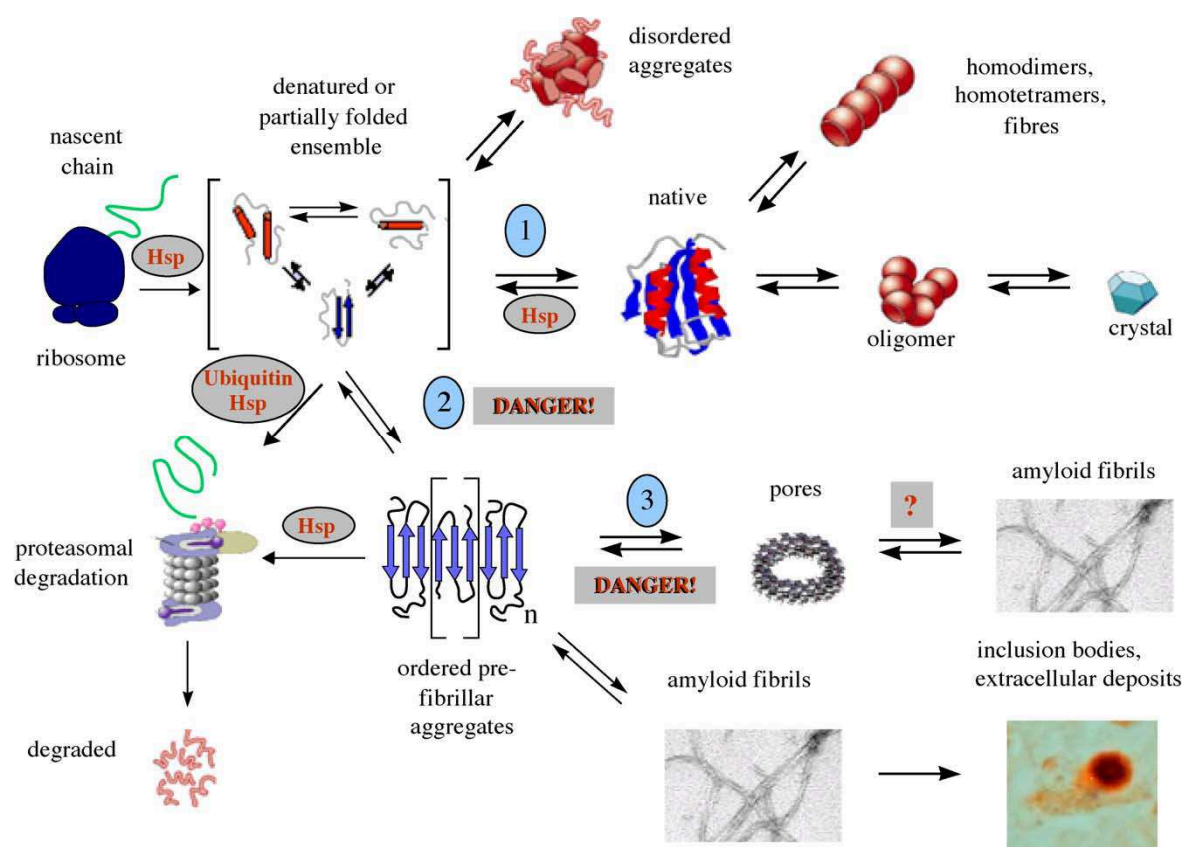 disordered
aggregates
homodimers,
homotetramers,
fibres
denatured or
partially folded
ensemble
nascent
chain
native
1
Hsp
Hsp
ribosome
oligomer
crystal
Ubiquitin
Hsp
2
DANGER!
amyloid fibrils
3
pores
?
Hsp
proteasomal
degradation
DANGER!
n
ordered pre-
fibrillar
aggregates
amyloid fibrils
inclusion bodies,
extracellular deposits
degraded